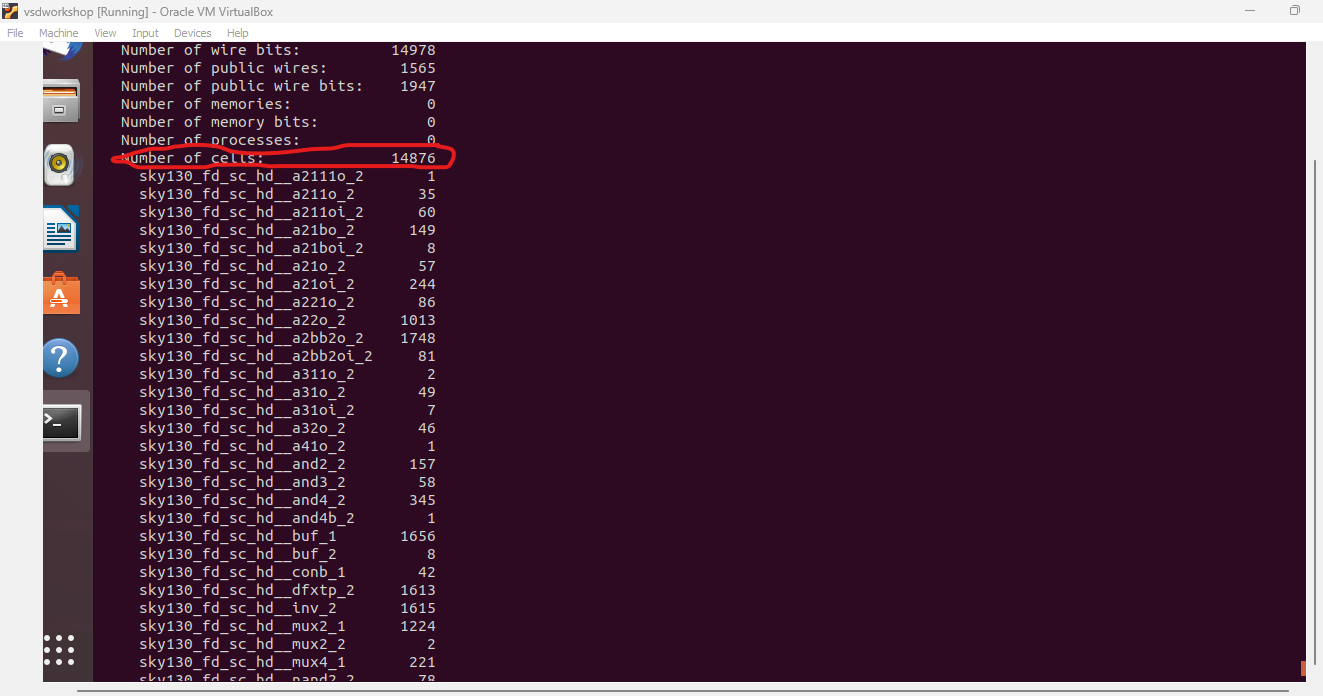 vsdworkshop [Running] - Oracle VM VirtualBox
File Machine View Input Devices Help
Number of wire bits: 14978
Number of public wires: 1565
Number of public wire bits: 1947
Number of memories: 0
Number of memory bits: 0
Number of processes: 0
Number of cells: 14876
sky130_fd_sc_hd__a2111o_2 1
sky130_fd_sc_hd__a211o_2 35
sky130_fd_sc_hd__a211oi_2 60
sky130_fd_sc_hd__a21bo_2 149
sky130_fd_sc_hd__a21boi_2 8
sky130_fd_sc_hd__a21o_2 57
sky130_fd_sc_hd__a21oi_2 244
sky130_fd_sc_hd__a221o_2 86
sky130_fd_sc_hd__a22o_2 1013
sky130_fd_sc_hd__a2bb2o_2 1748
sky130_fd_sc_hd__a2bb2oi_2 81
sky130_fd_sc_hd__a311o_2 2
sky130_fd_sc_hd__a31o_2 49
sky130_fd_sc_hd__a31oi_2 7
sky130_fd_sc_hd__a32o_2 46
sky130_fd_sc_hd__a41o_2 1
sky130_fd_sc_hd__and2_2 157
sky130_fd_sc_hd__and3_2 58
sky130_fd_sc_hd__and4_2 345
sky130_fd_sc_hd__and4b_2 1
sky130_fd_sc_hd__buf_1 1656
sky130_fd_sc_hd__buf_2 8
sky130_fd_sc_hd__conb_1 42
sky130_fd_sc_hd__dfxtp_2 1613
sky130_fd_sc_hd__inv_2 1615
sky130_fd_sc_hd__mux2_1 1224
sky130_fd_sc_hd__mux2_2 2
sky130_fd_sc_hd__mux4_1 221
sky130_fd_sc_hd__nand2_2 78